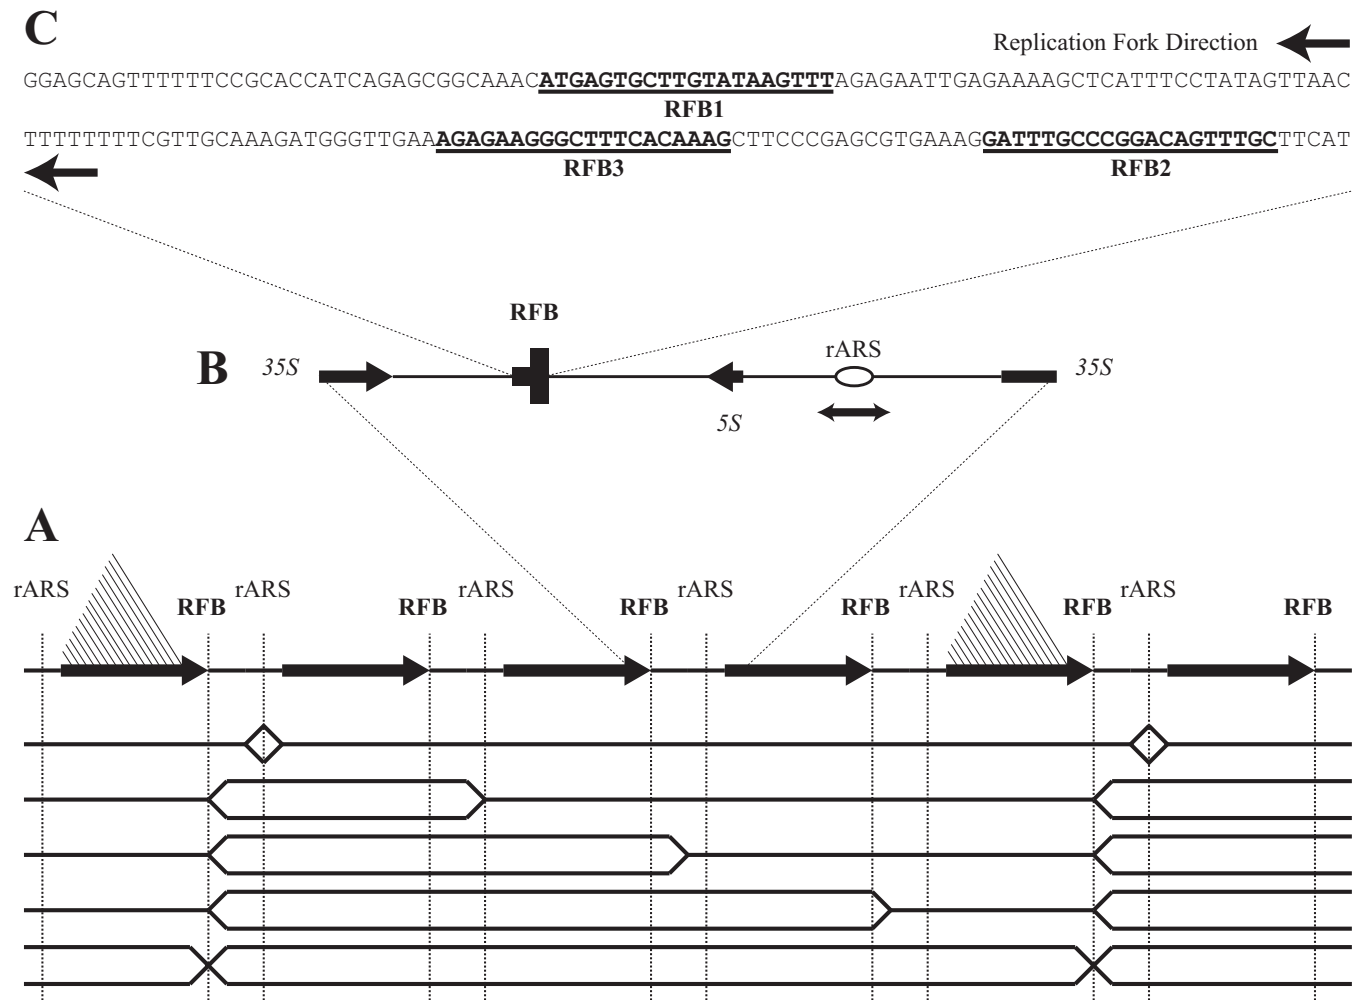 C
Replication Fork Direction
GGAGCAGTTTTTTCCGCACCATCAGAGCGGCAAACATGAGTGCTTGTATAAGTTTAGAGAATTGAGAAAAGCTCATTTCCTATAGTTAAC
RFB1
TTTTTTTTCGTTGCAAAGATGGGTTGAAAGAGAAGGGCTTTCACAAAGCTTCCCGAGCGTGAAAGGATTTGCCCGGACAGTTTGCTTCAT
RFB3 RFB2
RFB
B 35S rARS 35S
5S
A
rARS rARS rARS rARS rARS rARS
RFB RFB RFB RFB RFB RFB